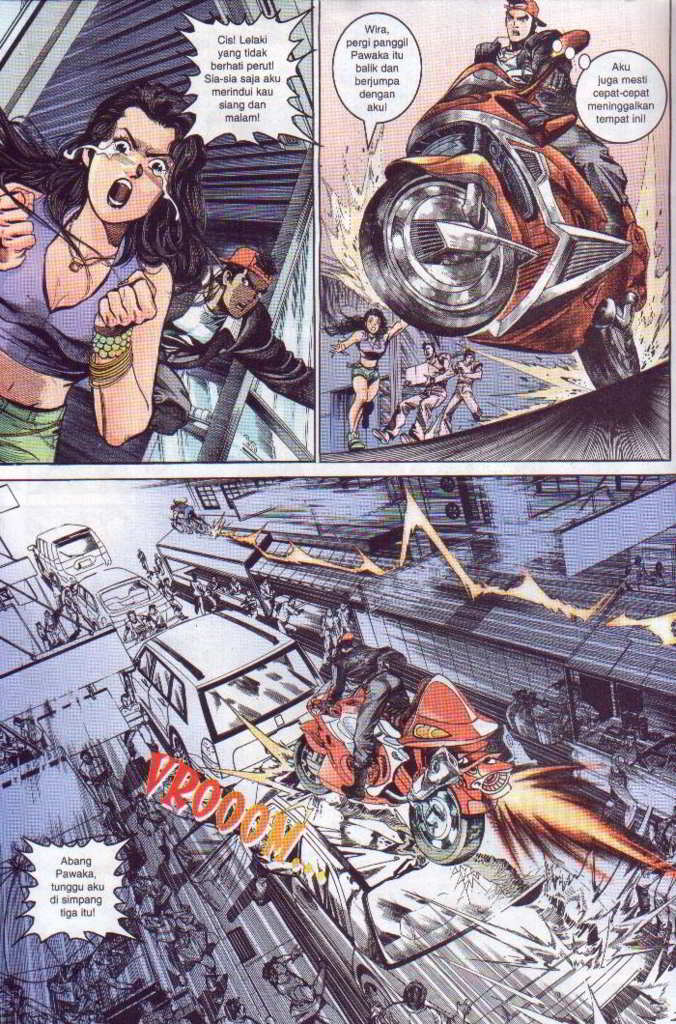 Cis! Lelaki
yang tidak
berhati perut!
Sia-sia saja aku
merindui kau
siang dan
malam!
Wira,
pergi panggil
Pawaka itu
balik dan
berjumpa
dengan
aku!
Aku
juga mesti
cepat-cepat
meninggalkan
tempat ini!
VROOOM...
Abang
Pawaka,
tunggu aku
di simpang
tiga itu!